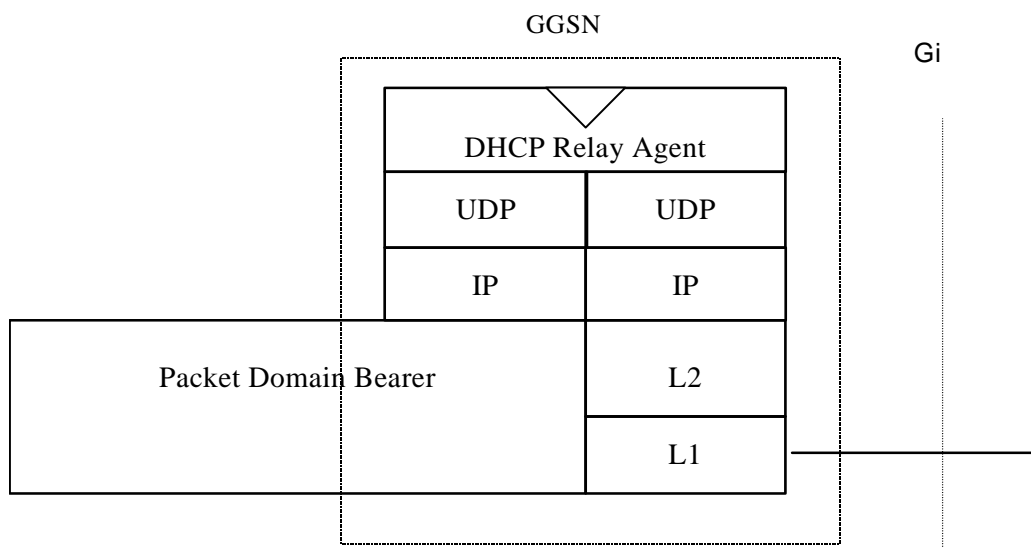 GGSN
Gi
DHCP Relay Agent
UDP UDP
IP IP
Packet Domain Bearer L2
L1